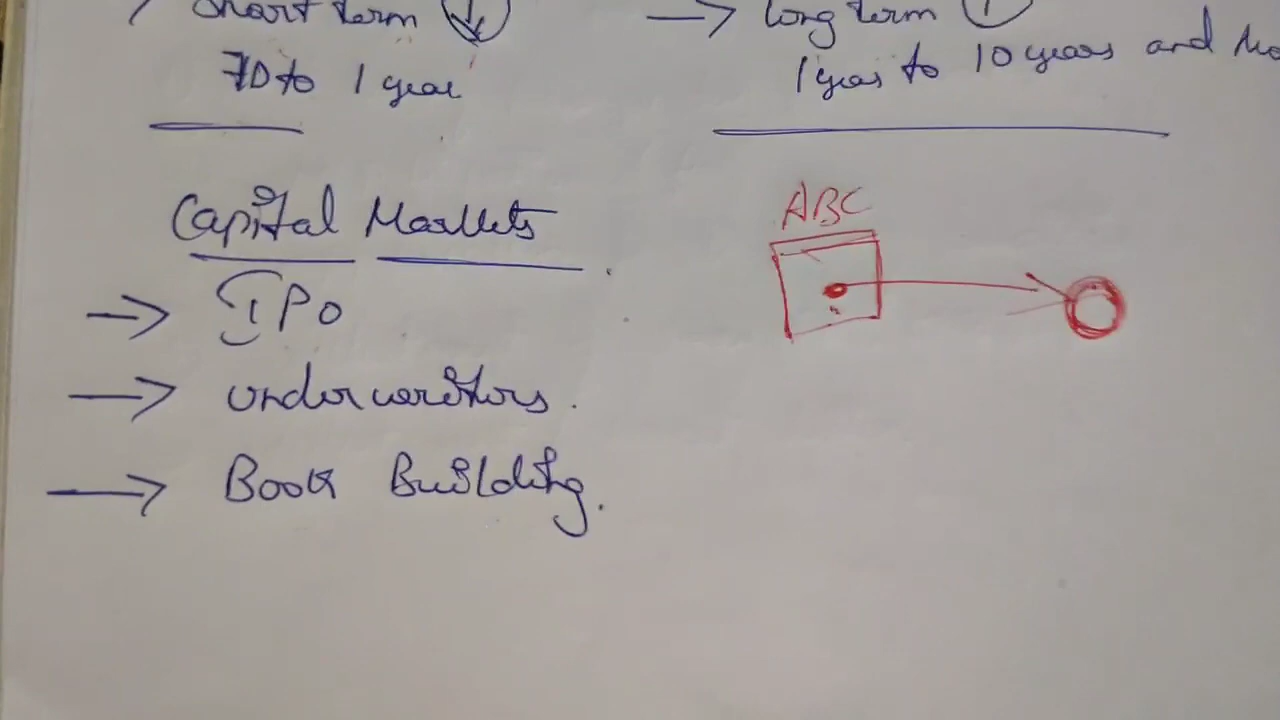 short term
→ long term
7D to 1 year
1 year to 10 years and
Capital Markets
ABC
→ IPO
→ underwriters.
→ Book Building.